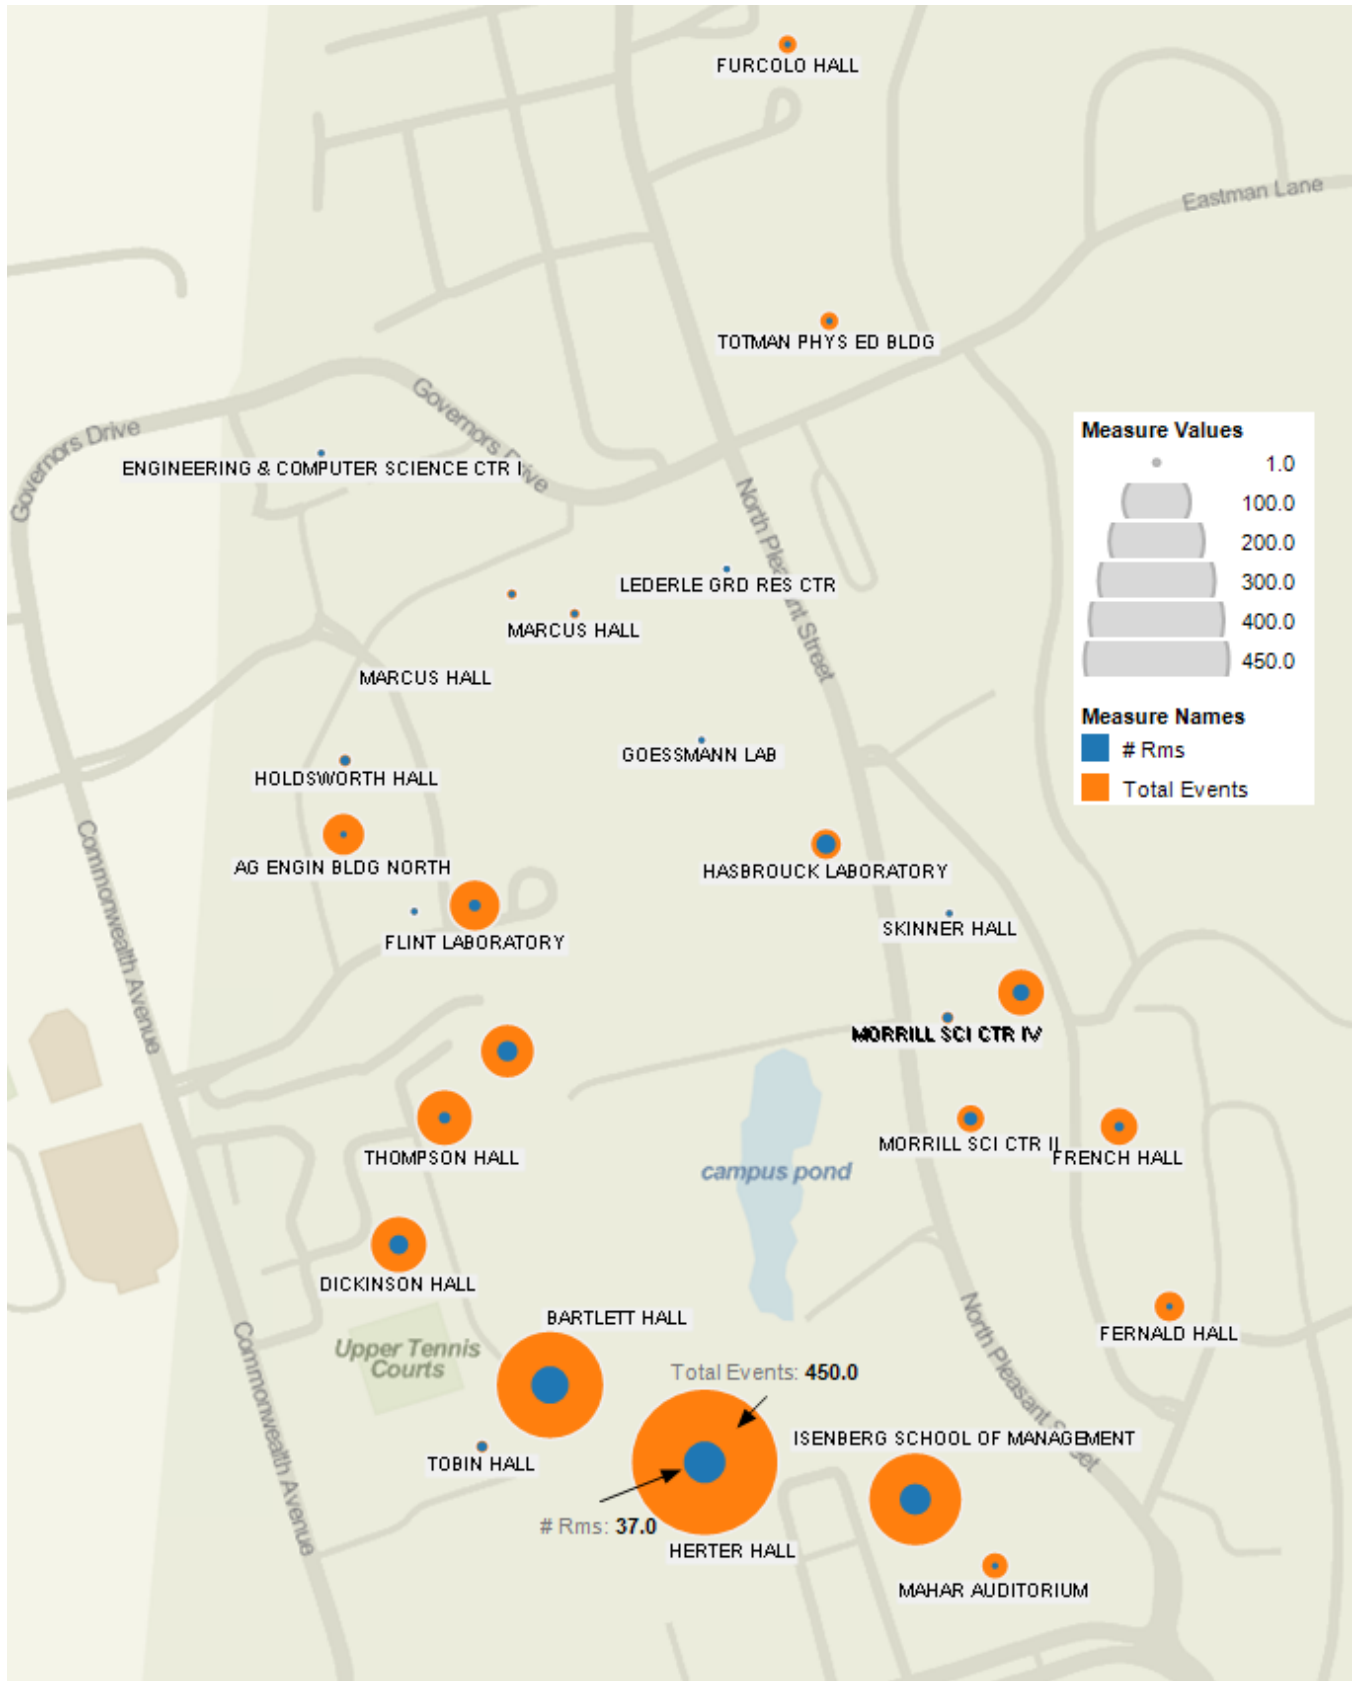 FURCOLO HALL
Eastman Lane
TOTMAN PHYS ED BLDG
Governors Drive
Governors Drive
ENGINEERING & COMPUTER SCIENCE CTR I
North Pleasant Street
Measure Values
1.0
100.0
200.0
300.0
400.0
450.0
Measure Names
# Rms
Total Events
LEDERLE GRD RES CTR
MARCUS HALL
MARCUS HALL
GOESSMANN LAB
HOLDSWORTH HALL
AG ENGIN BLDG NORTH
HASBROUCK LABORATORY
Commonwealth Avenue
FLINT LABORATORY
SKINNER HALL
MORRILL SCI CTR IV
THOMPSON HALL
campus pond
MORRILL SCI CTR II
FRENCH HALL
DICKINSON HALL
BARTLETT HALL
Upper Tennis
Courts
FERNALD HALL
North Pleasant Street
Total Events: 450.0
Commonwealth Avenue
ISENBERG SCHOOL OF MANAGEMENT
TOBIN HALL
# Rms: 37.0
HERTER HALL
MAHAR AUDITORIUM